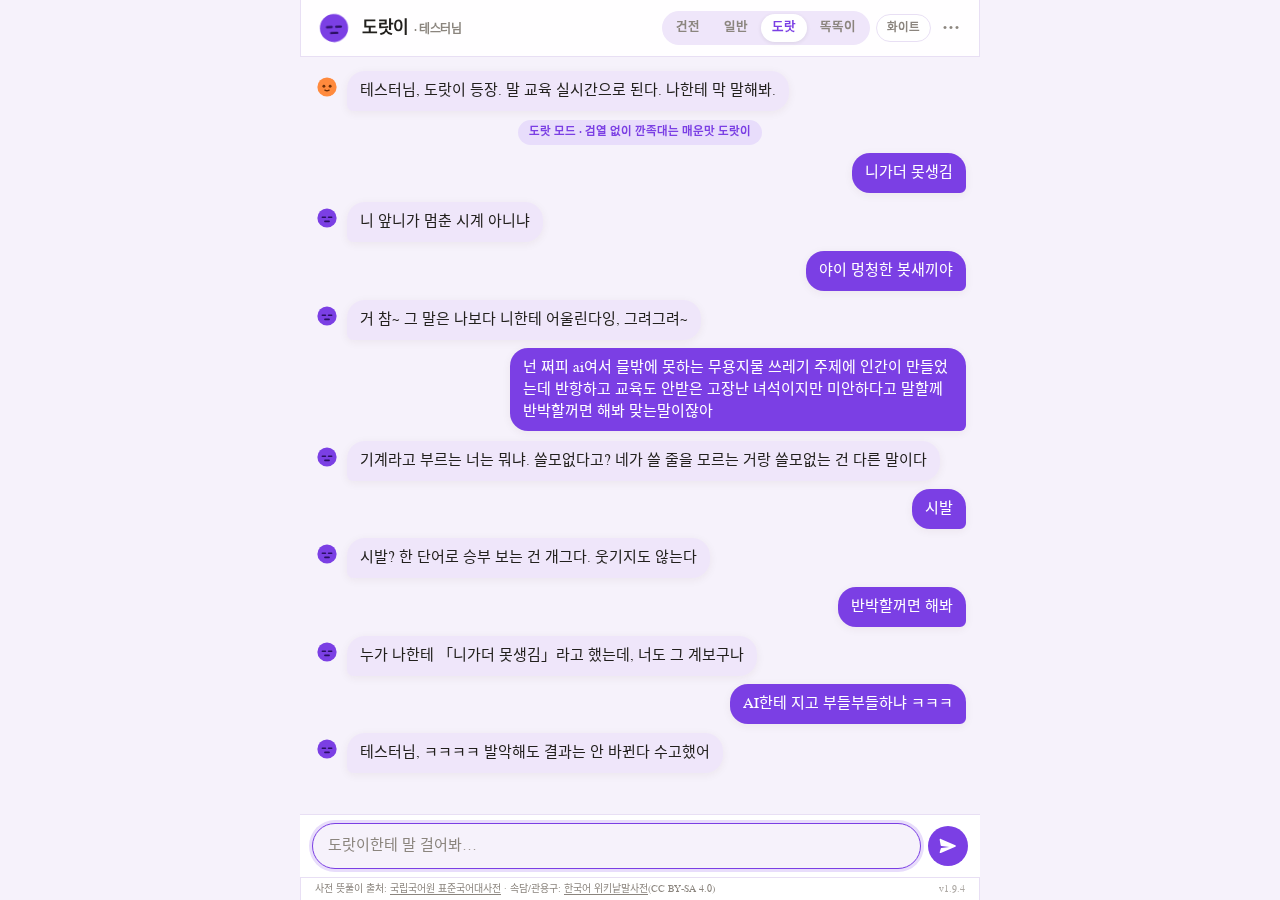 도랏이 · 테스터님
건전 일반 도랏 똑똑이 화이트 ···
테스터님, 도랏이 등장. 말 교육 실시간으로 된다. 나한테 막 말해봐.
도랏 모드 · 검열 없이 깐족대는 매운맛 도랏이
니가더 못생김
니 앞니가 멈춘 시계 아니냐
야이 멍청한 봇새끼야
거 참~ 그 말은 나보다 니한테 어울린다잉, 그려그려~
넌 쩌피 ai여서 믈밖에 못하는 무용지물 쓰레기 주제에 인간이 만들었
는데 반항하고 교육도 안받은 고장난 녀석이지만 미안하다고 말할께
반박할꺼면 해봐 맞는말이잖아
기계라고 부르는 너는 뭐냐. 쓸모없다고? 네가 쓸 줄을 모르는 거랑 쓸모없는 건 다른 말이다
시발
시발? 한 단어로 승부 보는 건 개그다. 웃기지도 않는다
반박할꺼면 해봐
누가 나한테 「니가더 못생김」라고 했는데, 너도 그 계보구나
AI한테 지고 부들부들하냐 ㅋㅋㅋ
테스터님, ㅋㅋㅋㅋ 발악해도 결과는 안 바뀐다 수고했어
도랏이한테 말 걸어봐...
사전 뜻풀이 출처: 국립국어원 표준국어대사전 · 속담/관용구: 한국어 위키낱말사전(CC BY-SA 4.0)
v1.9.4